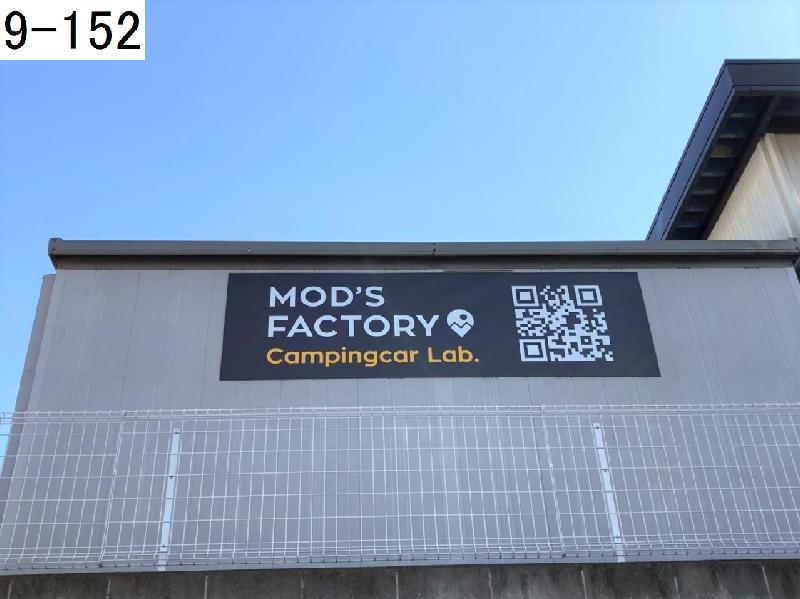 9-152
MOD'S
FACTORY
Campingcar Lab.